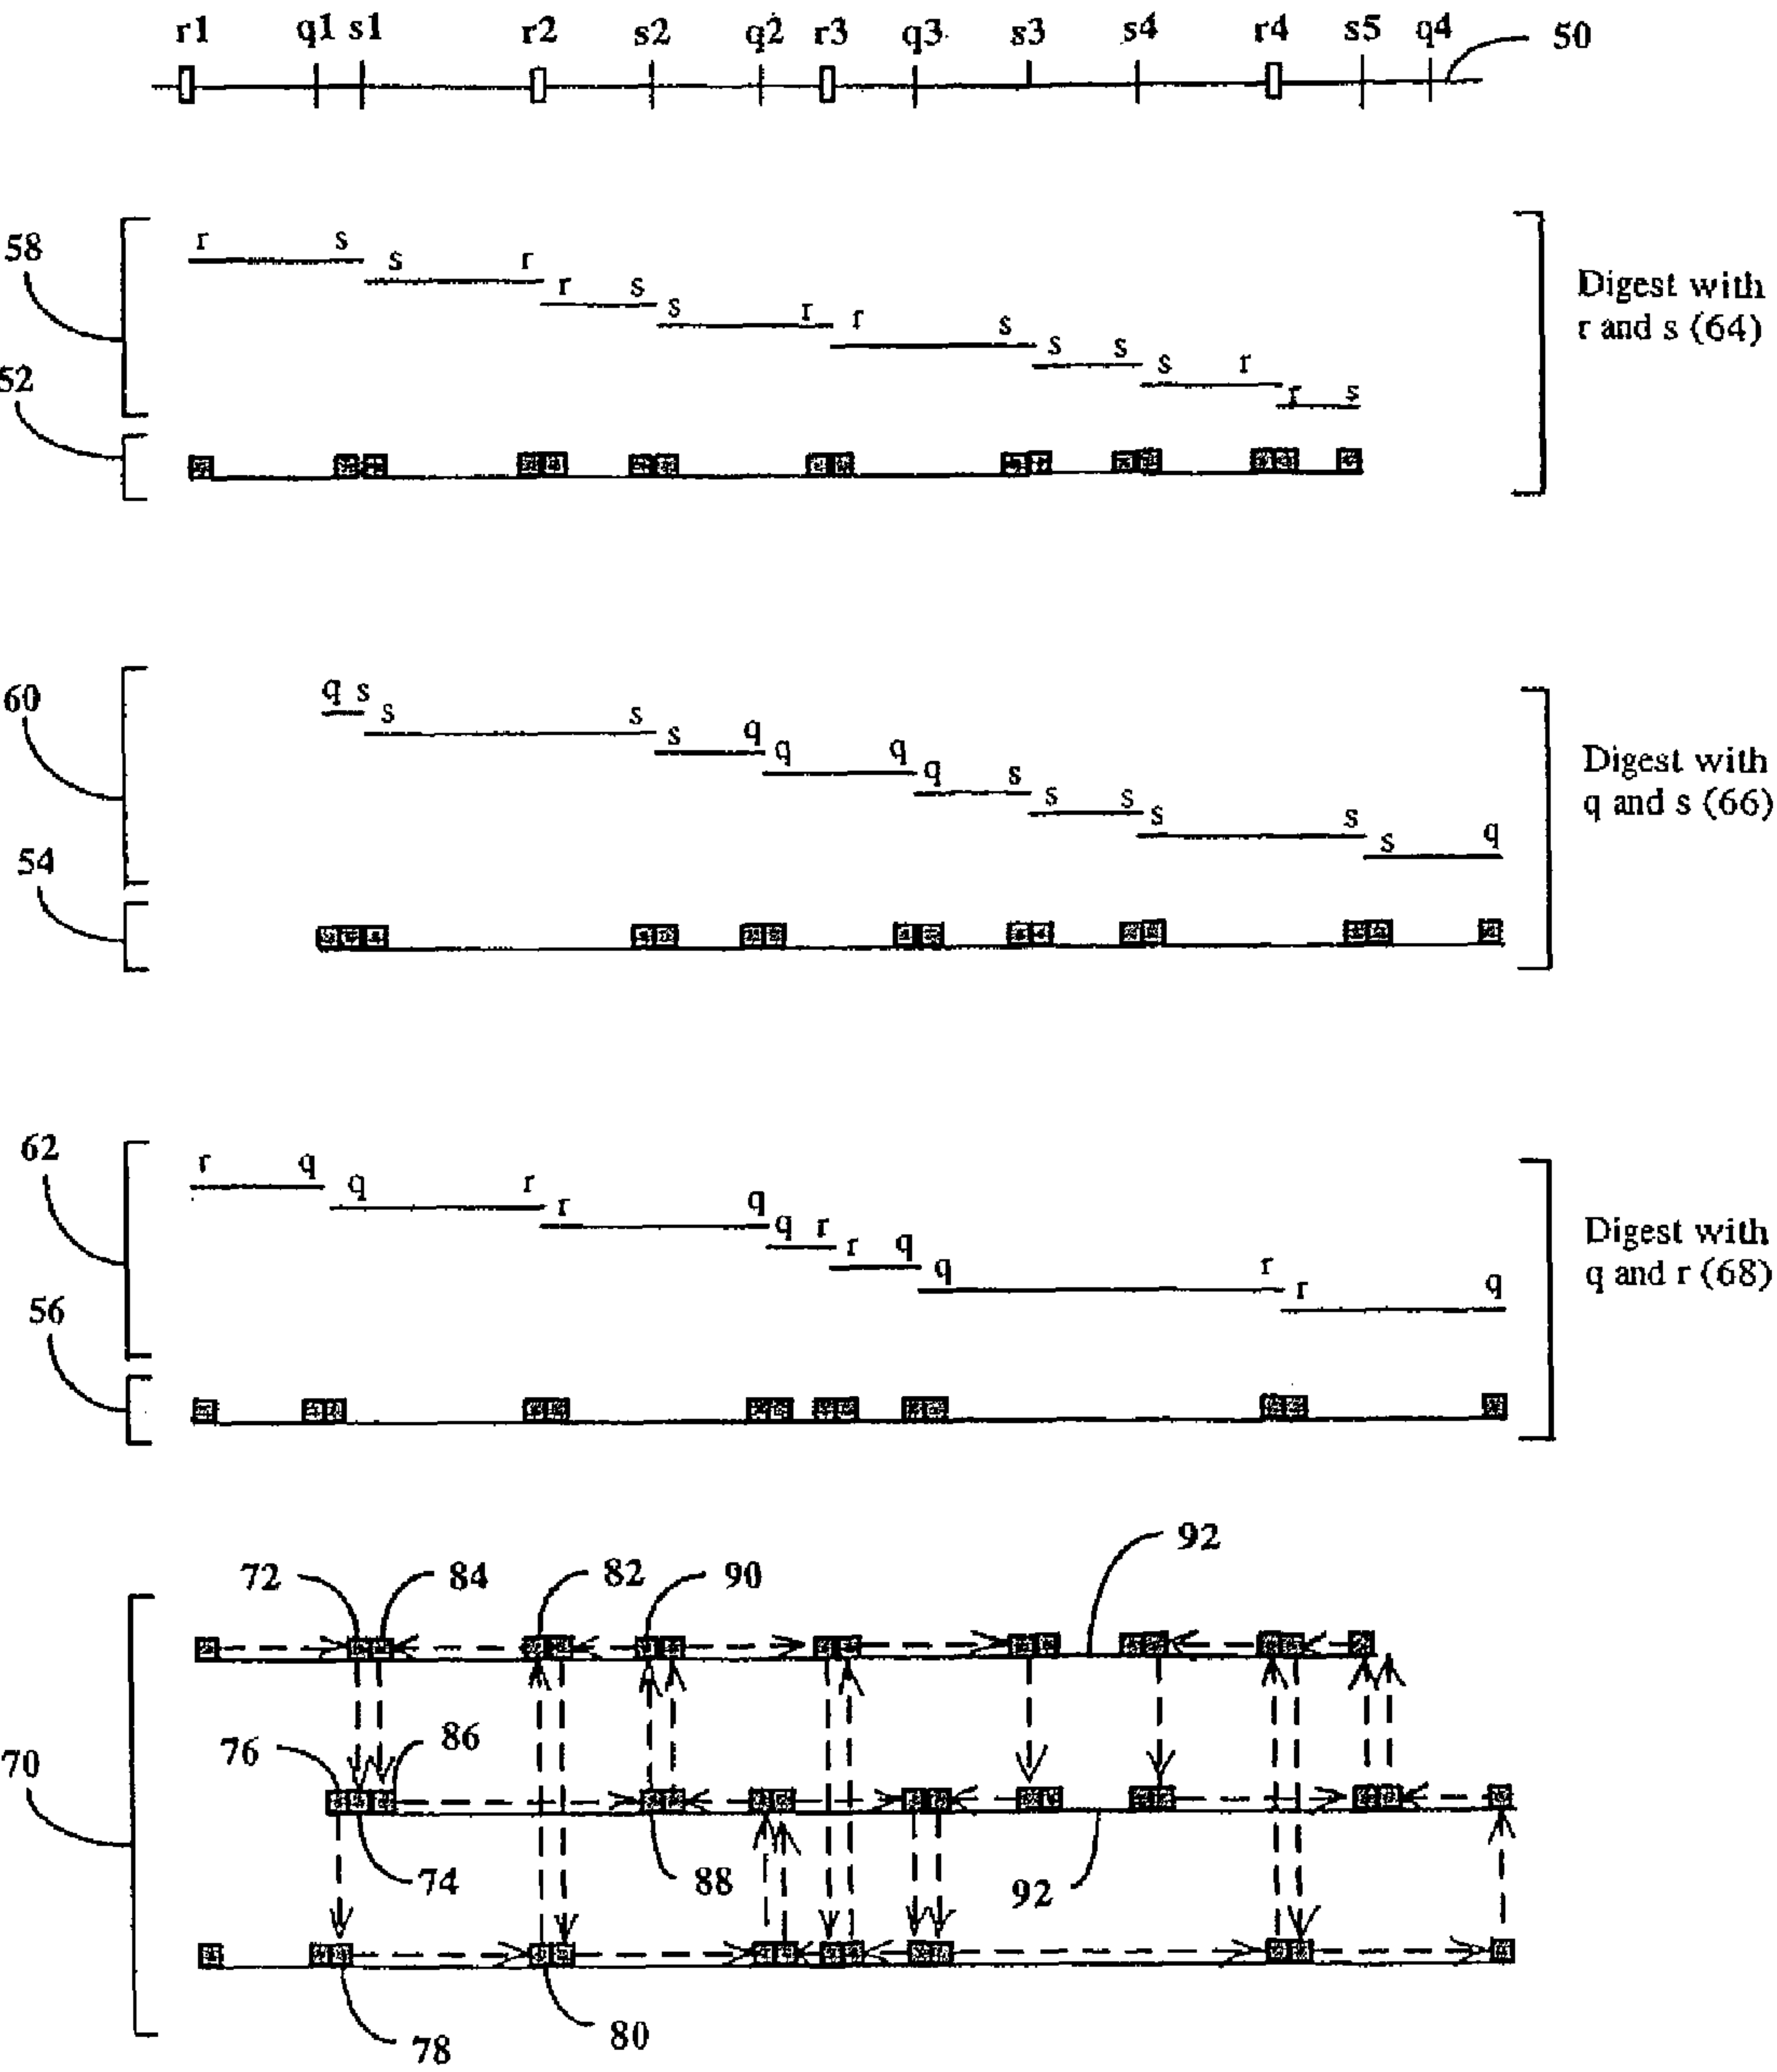 r1 q1 s1 r2 s2 q2 r3 q3 s3 s4 r4 s5 q4 50
58
52
r s
s r
r s
s r
r s
s s
s r
r s
Digest with
r and s (64)
60
54
q s
s s
s q
q q
q s
s s
s s
s q
Digest with
q and s (66)
62
56
r q
q r
r q
q r
r q
q r
r q
Digest with
q and r (68)
92
72 84 82 90
76 86
70
74 88 92
78 80